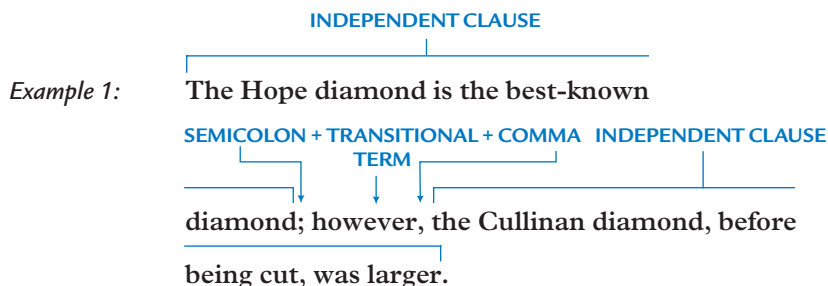 INDEPENDENT CLAUSE
Example 1: The Hope diamond is the best-known
SEMICOLON + TRANSITIONAL + COMMA INDEPENDENT CLAUSE
TERM
diamond; however, the Cullinan diamond, before
being cut, was larger.